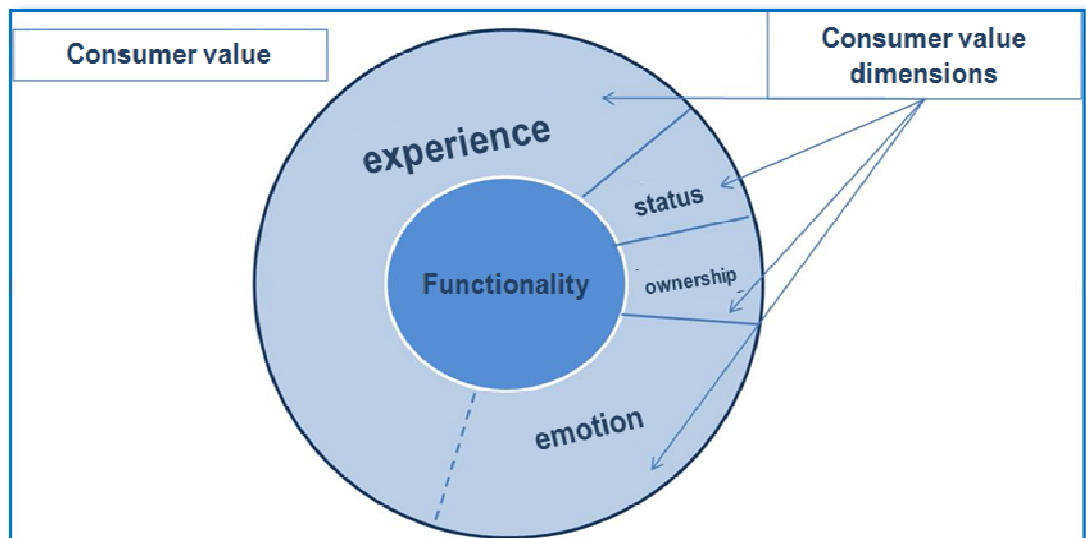 Consumer value
Consumer value
dimensions
experience
status
ownership
Functionality
emotion